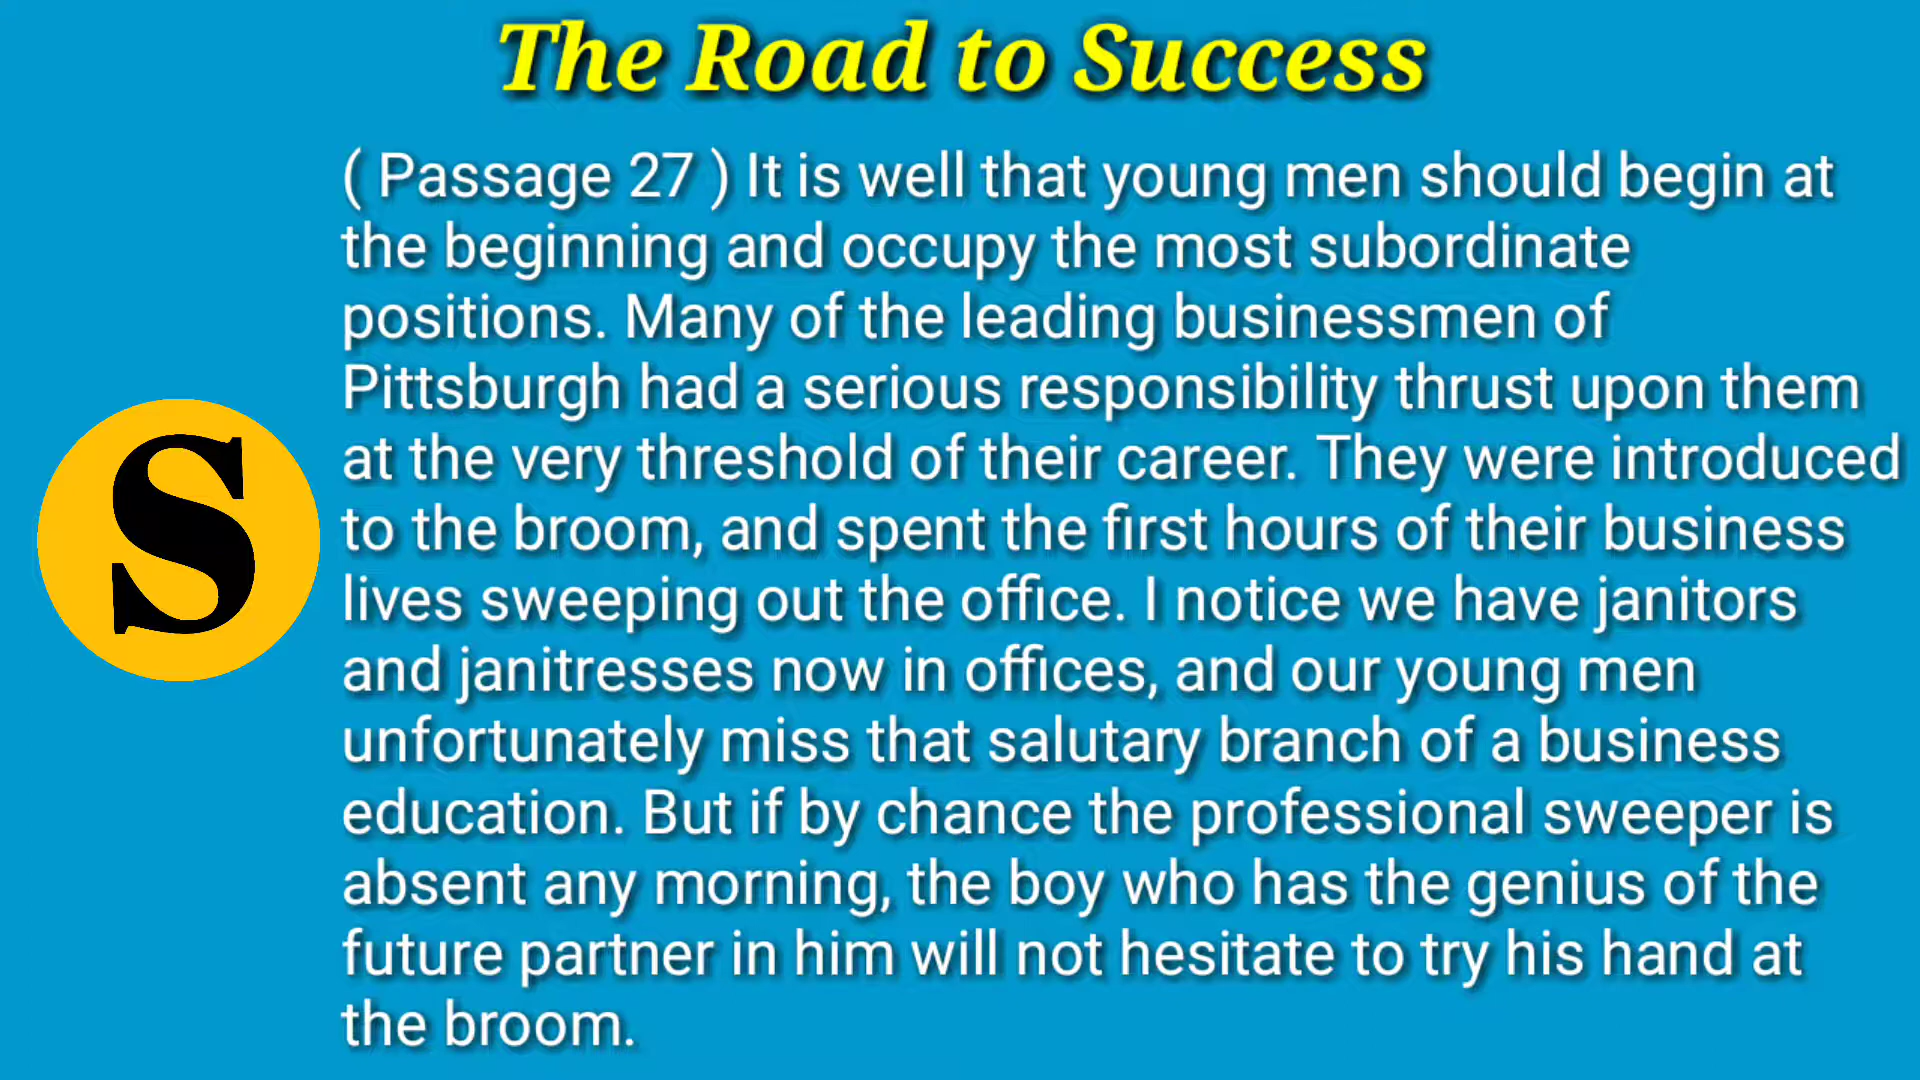 The Road to Success
( Passage 27 ) It is well that young men should begin at
the beginning and occupy the most subordinate
positions. Many of the leading businessmen of
Pittsburgh had a serious responsibility thrust upon them
at the very threshold of their career. They were introduced
to the broom, and spent the first hours of their business
lives sweeping out the office. I notice we have janitors
and janitresses now in offices, and our young men
unfortunately miss that salutary branch of a business
education. But if by chance the professional sweeper is
absent any morning, the boy who has the genius of the
future partner in him will not hesitate to try his hand at
the broom.
S